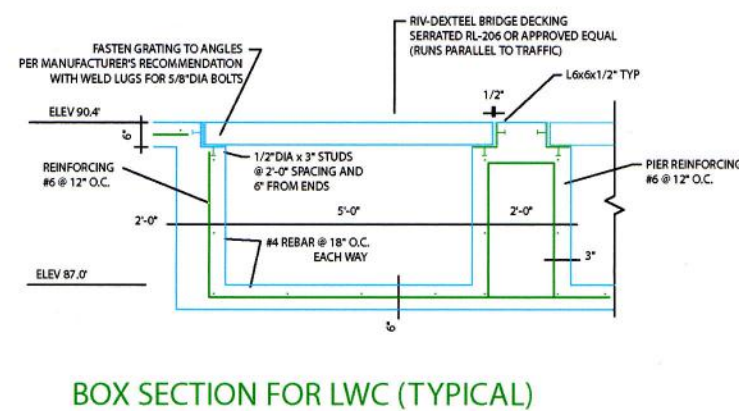 RIV-DEXTEEL BRIDGE DECKING
SERRATED RL-206 OR APPROVED EQUAL
(RUNS PARALLEL TO TRAFFIC)
FASTEN GRATING TO ANGLES
PER MANUFACTURER'S RECOMMENDATION
WITH WELD LUGS FOR 5/8"DIA BOLTS
L6x6x1/2" TYP
1/2"
ELEV 90.4'
6"
1/2"DIA x 3" STUDS
@ 2'-0" SPACING AND
6" FROM ENDS
REINFORCING
#6 @ 12" O.C.
PIER REINFORCING
#6 @ 12" O.C.
2'-0"
5'-0"
2'-0"
#4 REBAR @ 18" O.C.
EACH WAY
3"
ELEV 87.0'
6"
BOX SECTION FOR LWC (TYPICAL)